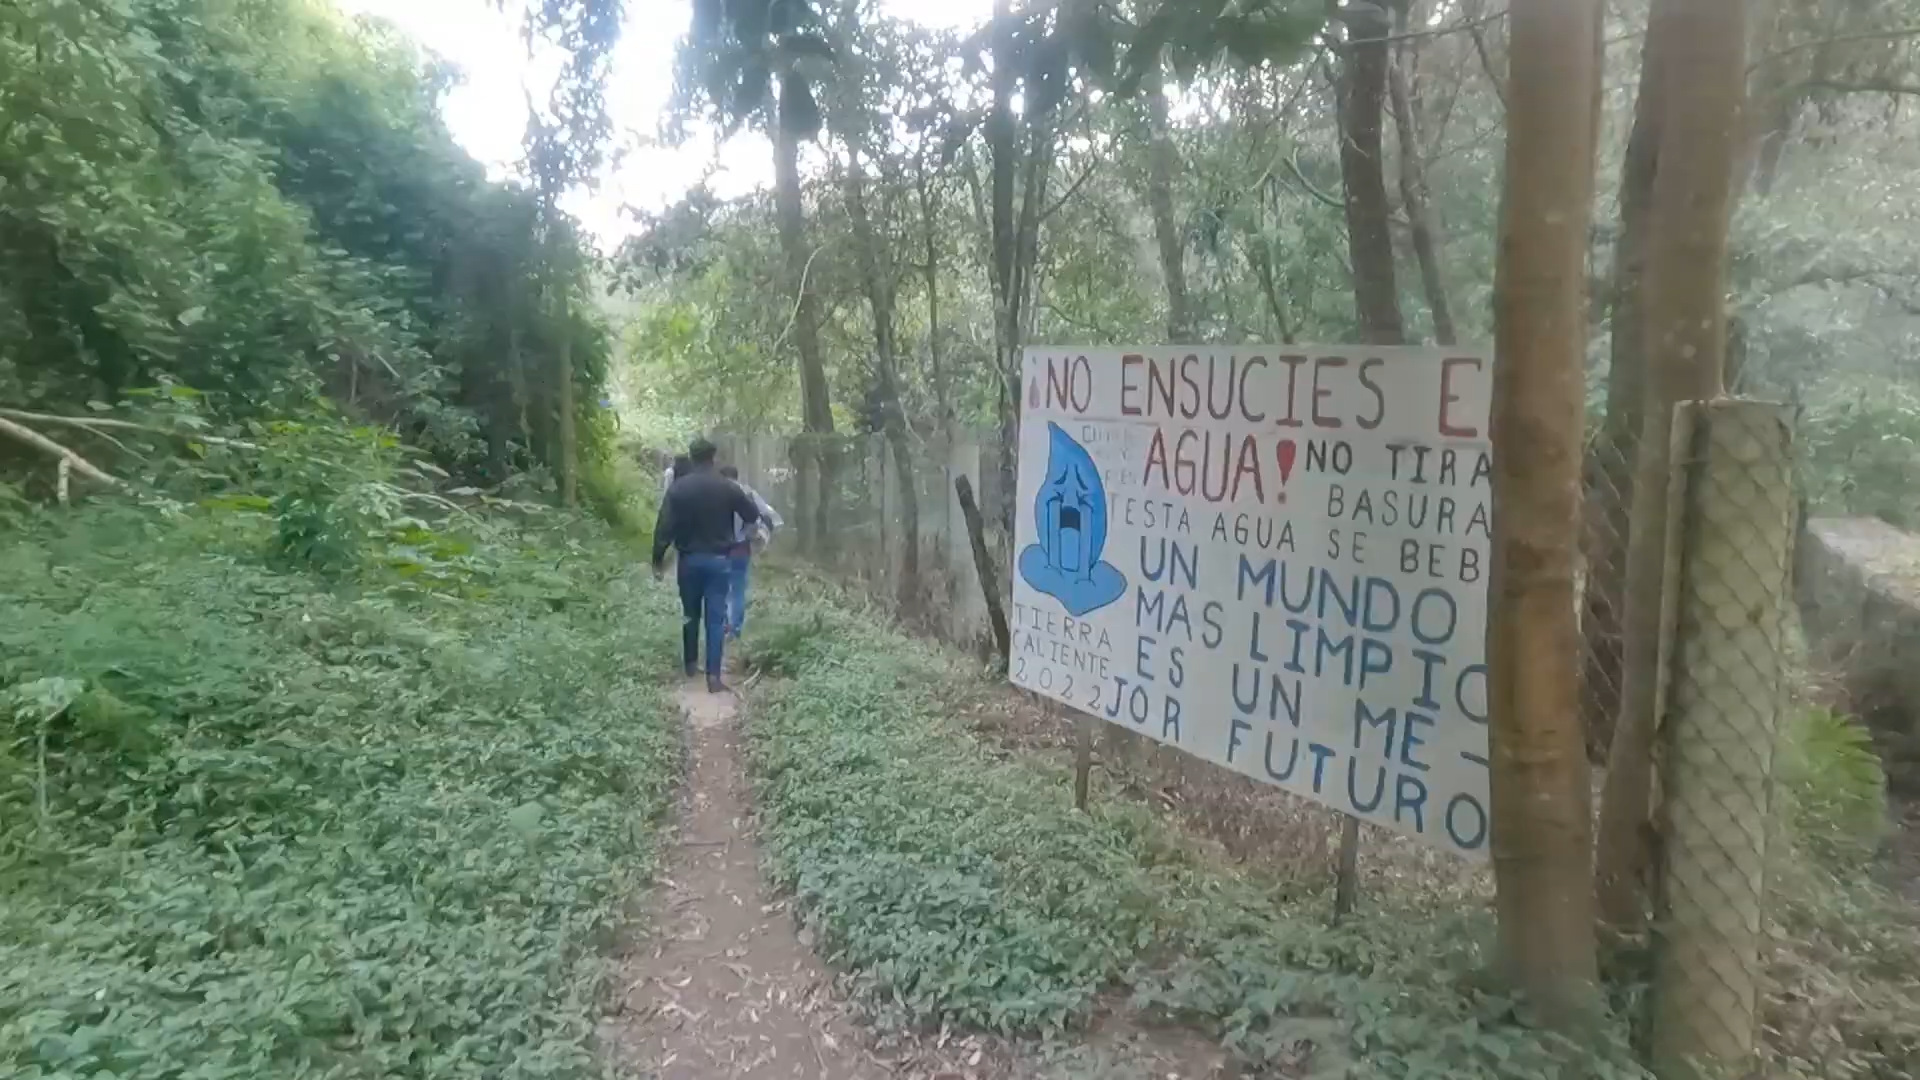 ¡NO ENSUCIES E
AGUA! NO TIRA
BASURA
ESTA AGUA SE BEB
UN MUNDO
MAS LIMPIO
ES UN ME-
JOR FUTURO
TIERRA
CALIENTE
2022